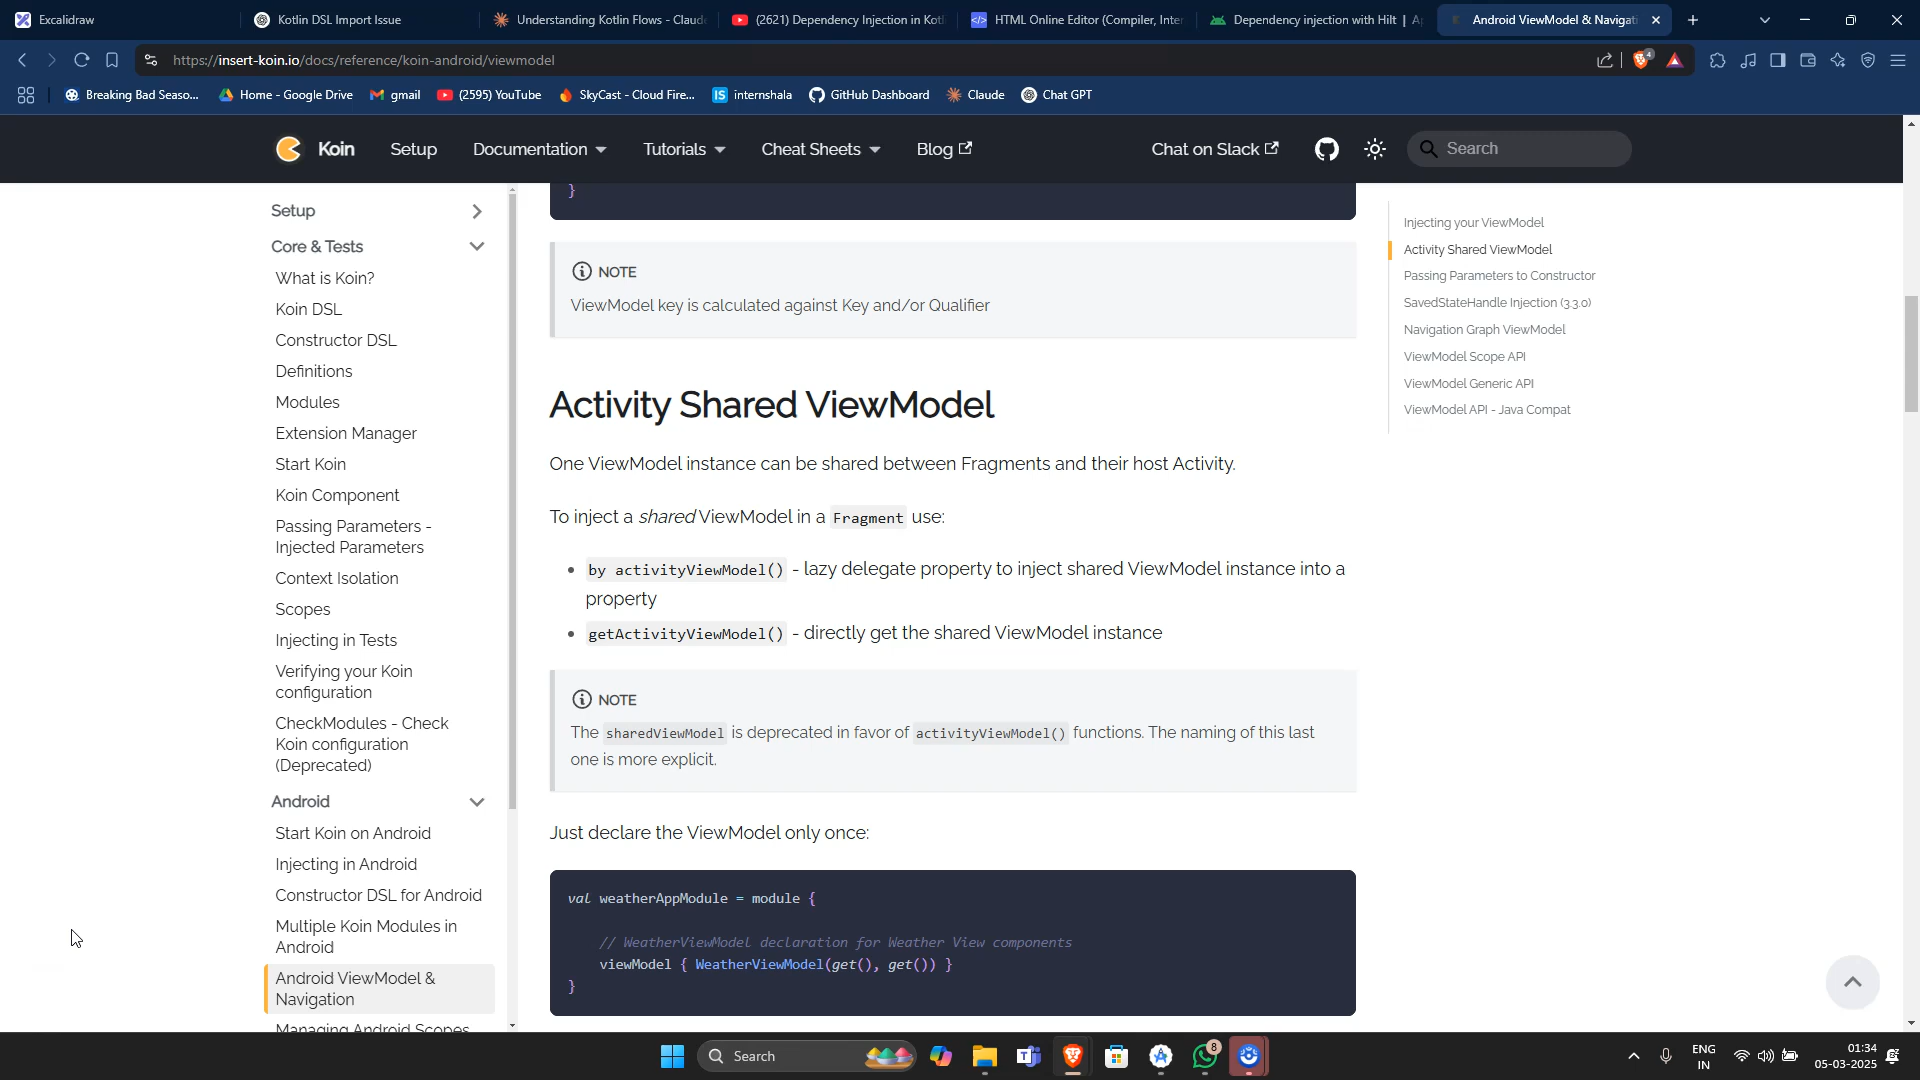 Excalidraw
Kotlin DSL Import Issue
Understanding Kotlin Flows - Claude
(2621) Dependency Injection in Kotl
HTML Online Editor (Compiler, Inter
Dependency injection with Hilt | Ap
Android ViewModel & Navigati
https://insert-koin.io/docs/reference/koin-android/viewmodel
4
Breaking Bad Seaso...
Home - Google Drive
gmail
(2595) YouTube
SkyCast - Cloud Fire...
IS internshala
GitHub Dashboard
Claude
Chat GPT
Koin
Setup
Documentation
Tutorials
Cheat Sheets
Blog
Chat on Slack
Search
Setup
Core & Tests
What is Koin?
Koin DSL
Constructor DSL
Definitions
Modules
Extension Manager
Start Koin
Koin Component
Passing Parameters -
Injected Parameters
Context Isolation
Scopes
Injecting in Tests
Verifying your Koin
configuration
CheckModules - Check
Koin configuration
(Deprecated)
Android
Start Koin on Android
Injecting in Android
Constructor DSL for Android
Multiple Koin Modules in
Android
Android ViewModel &
Navigation
Managing Android Scopes
}
NOTE
ViewModel key is calculated against Key and/or Qualifier
Activity Shared ViewModel
One ViewModel instance can be shared between Fragments and their host Activity.
To inject a shared ViewModel in a Fragment use:
• by activityViewModel() - lazy delegate property to inject shared ViewModel instance into a
property
• getActivityViewModel() - directly get the shared ViewModel instance
NOTE
The sharedViewModel is deprecated in favor of activityViewModel() functions. The naming of this last
one is more explicit.
Just declare the ViewModel only once:
val weatherAppModule = module {
// WeatherViewModel declaration for Weather View components
viewModel { WeatherViewModel(get(), get()) }
}
Injecting your ViewModel
Activity Shared ViewModel
Passing Parameters to Constructor
SavedStateHandle Injection (3.3.0)
Navigation Graph ViewModel
ViewModel Scope API
ViewModel Generic API
ViewModel API - Java Compat
Search
8
ENG
IN
01:34
05-03-2025